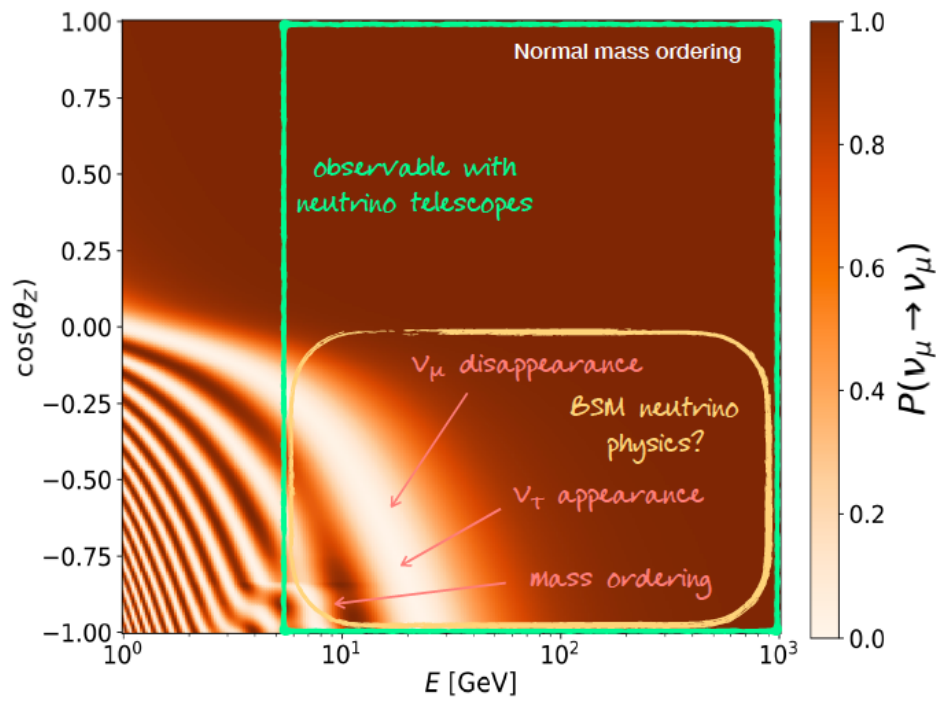 Normal mass ordering
observable with
neutrino telescopes
νμ disappearance
BSM neutrino
physics?
ντ appearance
mass ordering
1.00
0.75
0.50
0.25
0.00
−0.25
−0.50
−0.75
−1.00
cos(θZ)
10⁰
10¹
10²
10³
E [GeV]
1.0
0.8
0.6
0.4
0.2
0.0
P(νμ → νμ)